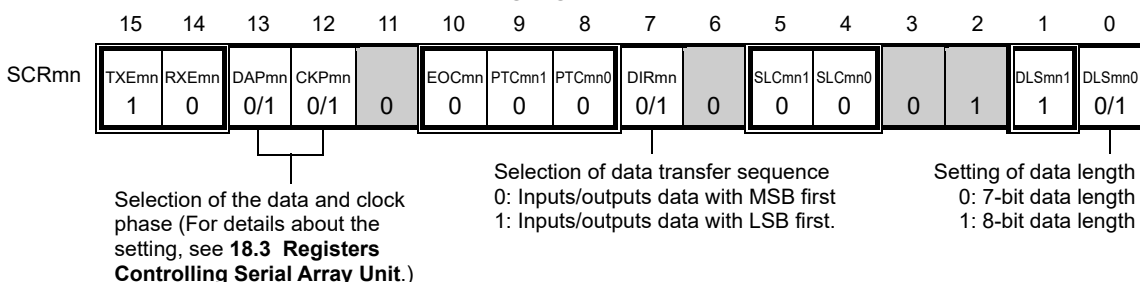 15 14 13 12 11 10 9 8 7 6 5 4 3 2 1 0
SCRmn
TXEmn RXEmn DAPmn CKPmn EOCmn PTCmn1 PTCmn0 DIRmn SLCmn1 SLCmn0 DLSmn1 DLSmn0
1 0 0/1 0/1 0 0 0 0 0/1 0 0 0 0 1 1 0/1
Selection of the data and clock
phase (For details about the
setting, see 18.3 Registers
Controlling Serial Array Unit.)
Selection of data transfer sequence
0: Inputs/outputs data with MSB first
1: Inputs/outputs data with LSB first.
Setting of data length
0: 7-bit data length
1: 8-bit data length